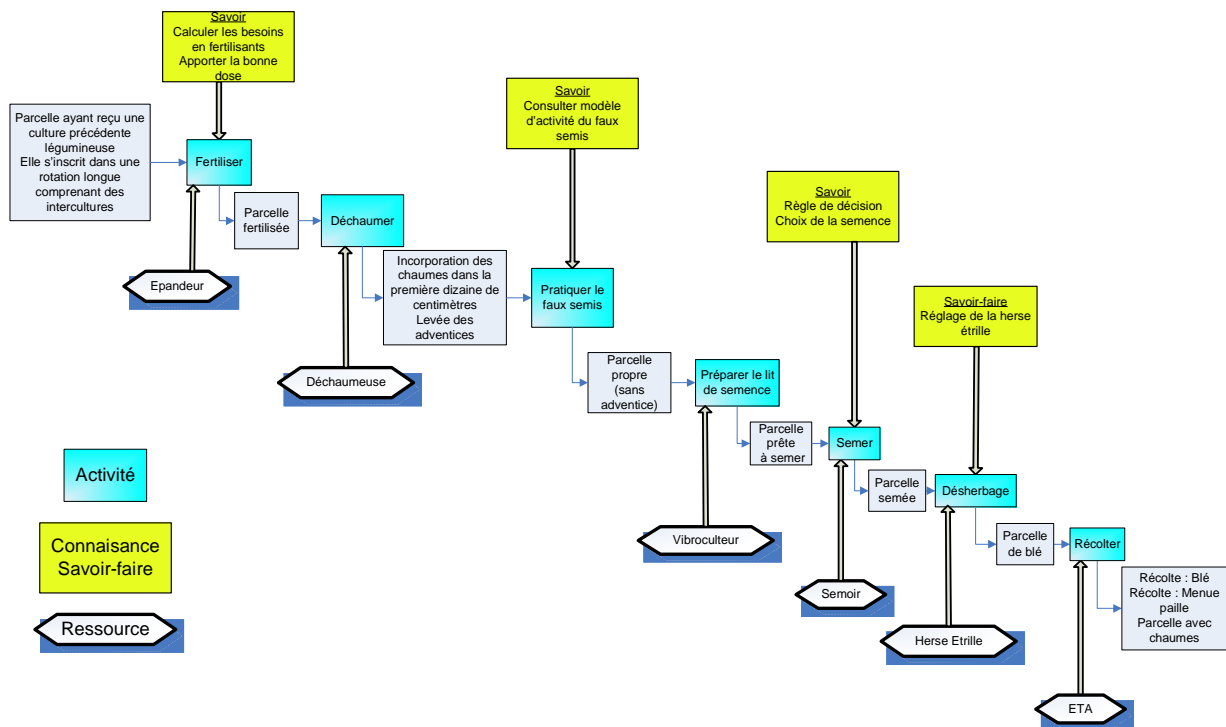 Savoir
Calculer les besoins
en fertilisants
Apporter la bonne
dose
Parcelle ayant reçu une
culture précédente
légumineuse
Elle s'inscrit dans une
rotation longue
comprenant des
intercultures
Fertiliser
Savoir
Consulter modèle
d'activité du faux
semis
Parcelle
fertilisée
Déchaumer
Savoir
Règle de décision
Choix de la semence
Epandeur
Incorporation des
chaumes dans la
première dizaine de
centimètres
Levée des
adventices
Pratiquer le
faux semis
Savoir-faire
Réglage de la herse
étrille
Déchaumeuse
Parcelle
propre
(sans
adventice)
Préparer le lit
de semence
Parcelle
prête
à semer
Semer
Activité
Parcelle
semée
Désherbage
Connaisance
Savoir-faire
Vibroculteur
Parcelle
de blé
Récolter
Semoir
Récolte : Blé
Récolte : Menue
paille
Parcelle avec
chaumes
Ressource
Herse Etrille
ETA